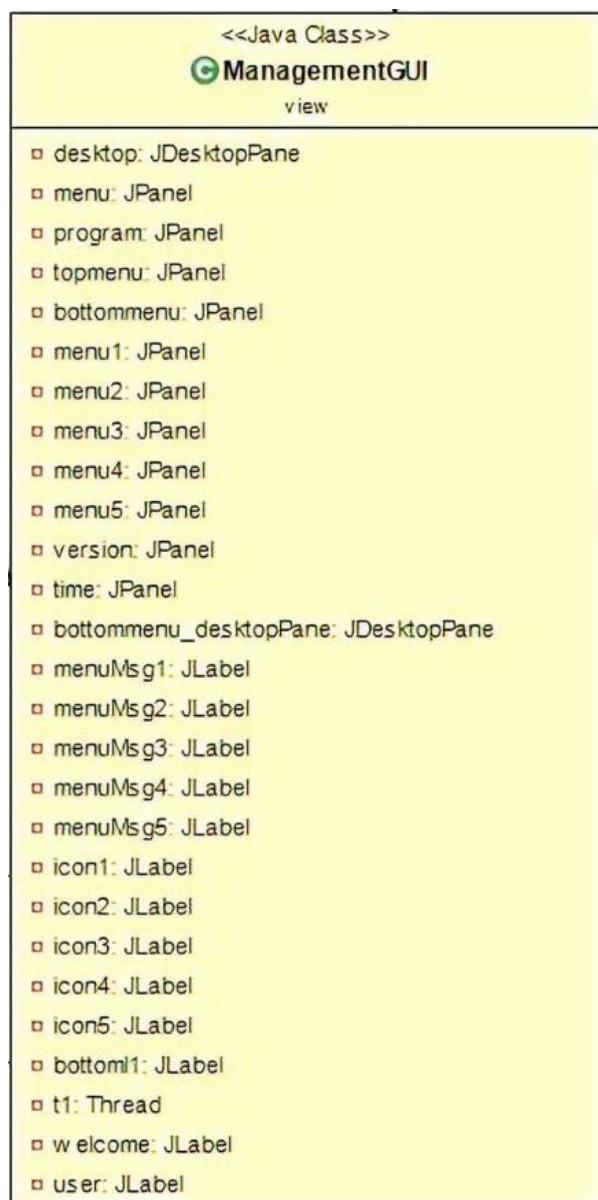 <<Java Class>>
ManagementGUI
view
desktop: JDesktopPane
menu: JPanel
program: JPanel
topmenu: JPanel
bottommenu: JPanel
menu1: JPanel
menu2: JPanel
menu3: JPanel
menu4: JPanel
menu5: JPanel
version: JPanel
time: JPanel
bottommenu_desktopPane: JDesktopPane
menuMsg1: JLabel
menuMsg2: JLabel
menuMsg3: JLabel
menuMsg4: JLabel
menuMsg5: JLabel
icon1: JLabel
icon2: JLabel
icon3: JLabel
icon4: JLabel
icon5: JLabel
bottoml1: JLabel
t1: Thread
welcome: JLabel
user: JLabel